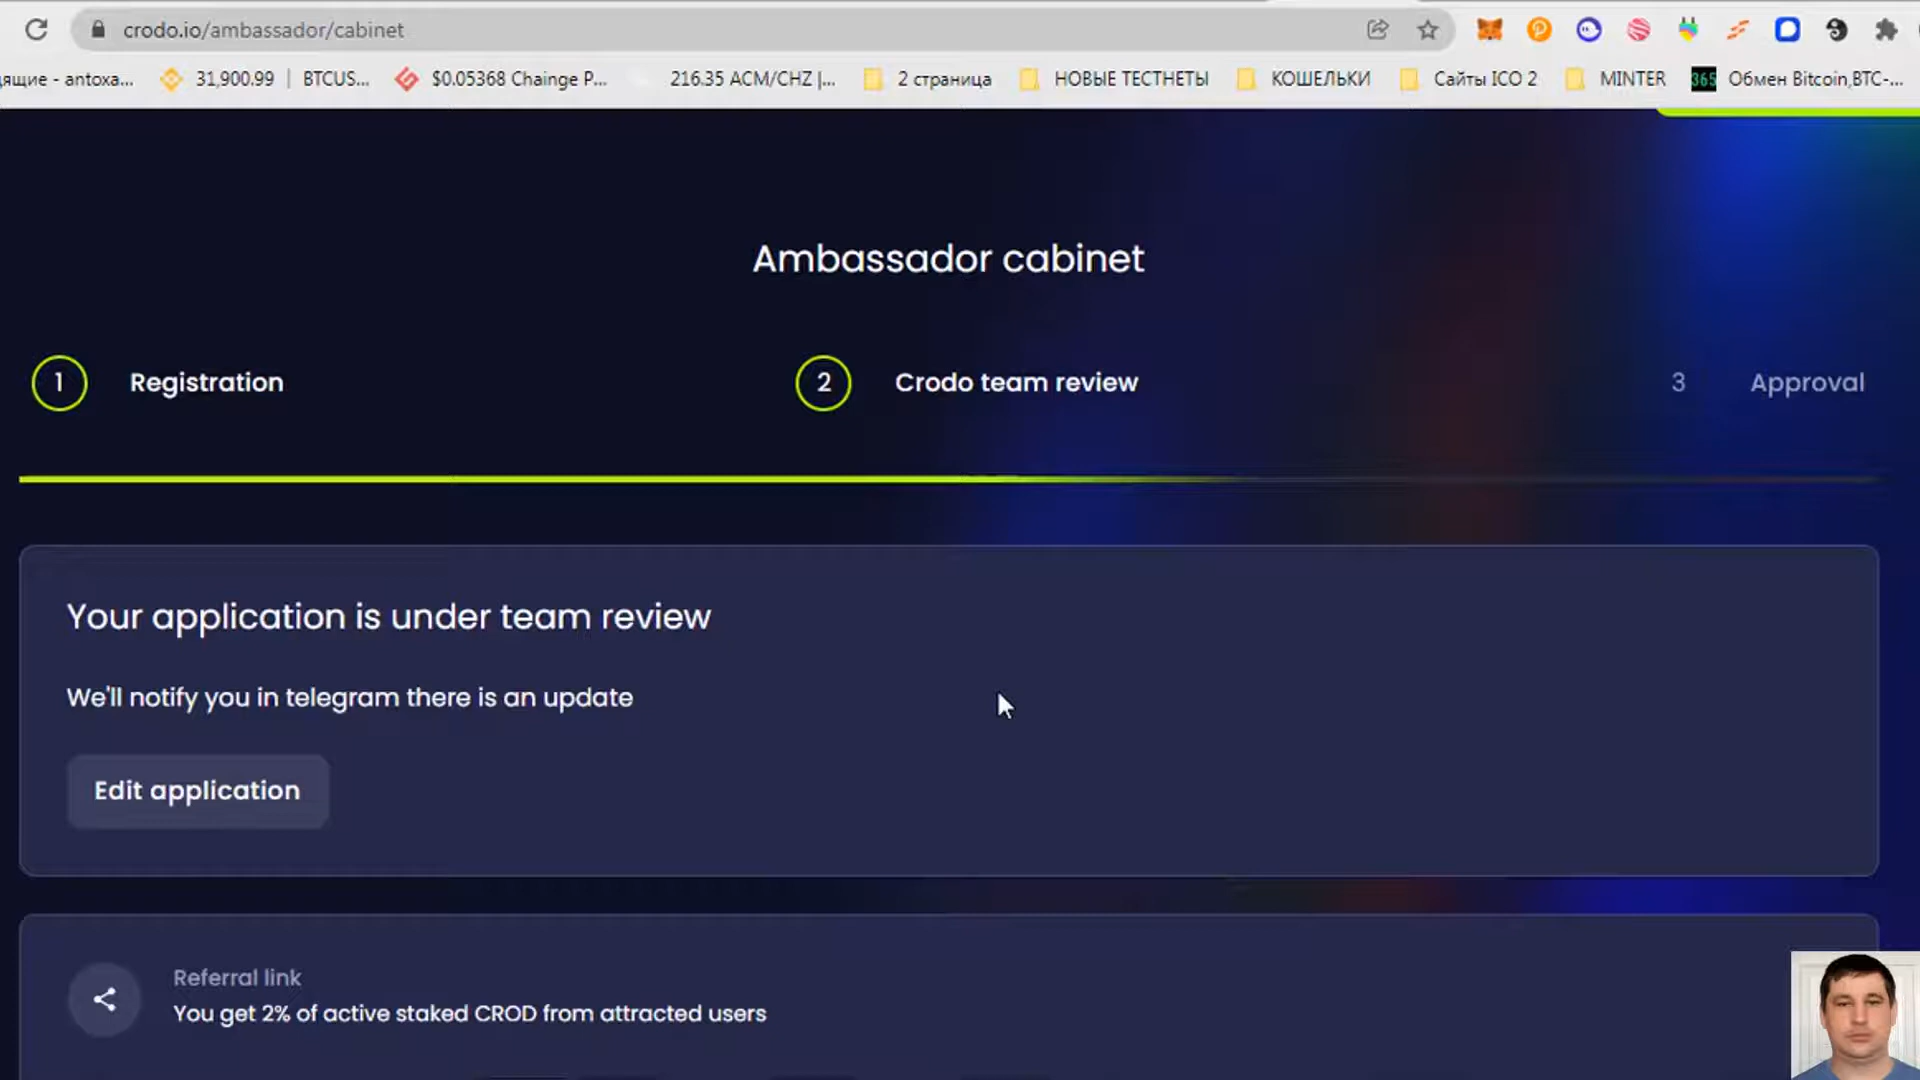 crodo.io/ambassador/cabinet
дящие - antoxa...
31,900.99 | BTCUS...
$0.05368 Chainge P...
216.35 ACM/CHZ |...
2 страница
НОВЫЕ ТЕСТНЕТЫ
КОШЕЛЬКИ
Сайты ICO 2
MINTER
365
Обмен Bitcoin,BTC-...
Ambassador cabinet
1 Registration
2 Crodo team review
3 Approval
Your application is under team review
We'll notify you in telegram there is an update
Edit application
Referral link
You get 2% of active staked CROD from attracted users